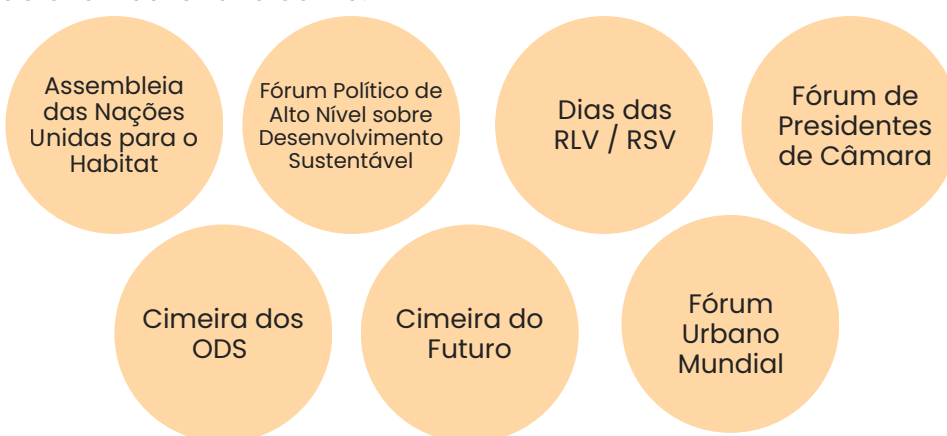 Assembleia
das Nações
Unidas para o
Habitat
Fórum Político de
Alto Nível sobre
Desenvolvimento
Sustentável
Dias das
RLV / RSV
Fórum de
Presidentes
de Câmara
Cimeira dos
ODS
Cimeira do
Futuro
Fórum
Urbano
Mundial